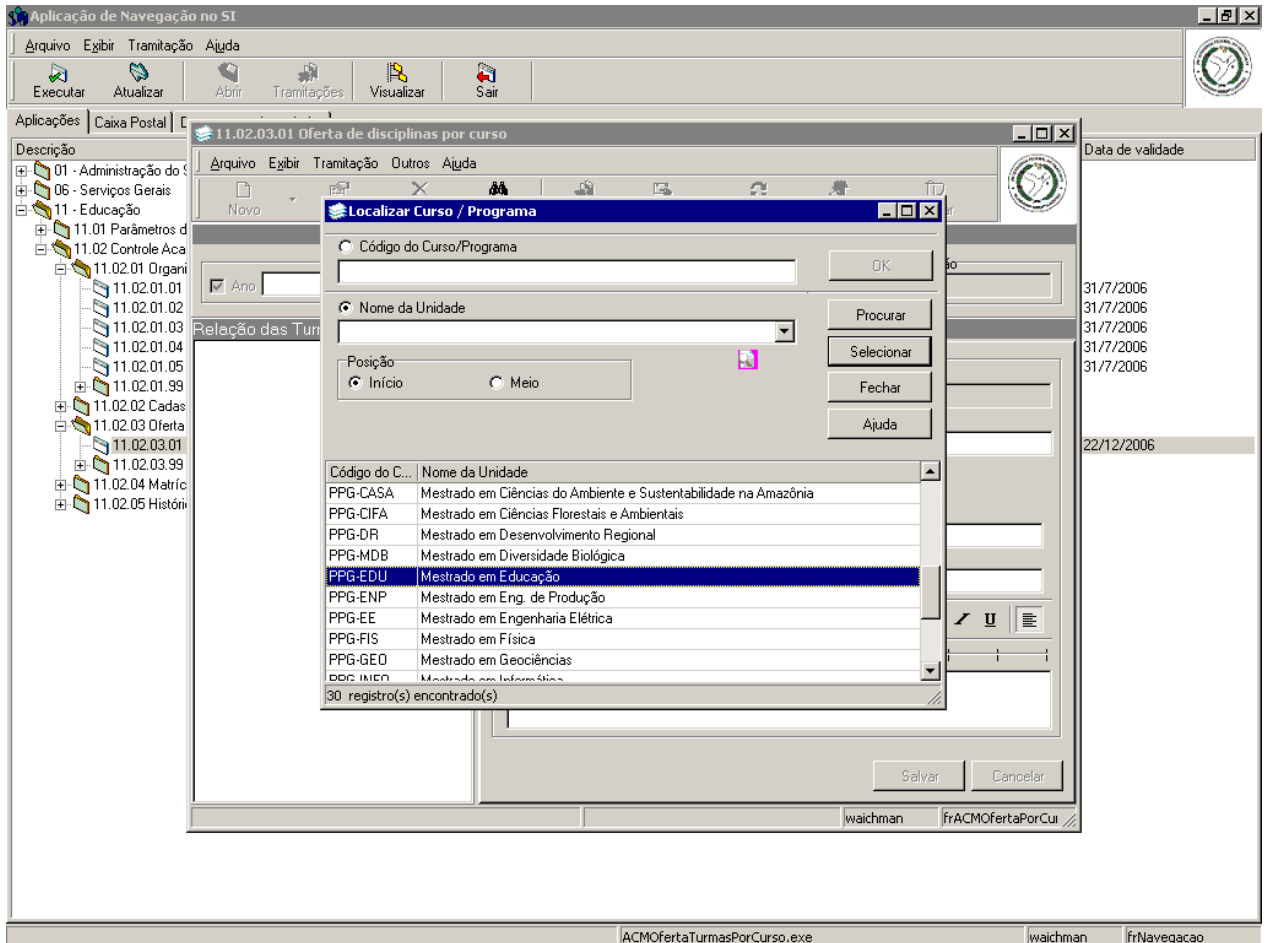 Aplicação de Navegação no SI
Arquivo Exibir Tramitação Ajuda
Executar Atualizar Abrir Tramitações Visualizar Sair
Aplicações Caixa Postal
Descrição
Data de validade
01 - Administração do S
06 - Serviços Gerais
11 - Educação
11.01 Parâmetros d
11.02 Controle Aca
11.02.01 Organi
11.02.01.01 31/7/2006
11.02.01.02 31/7/2006
11.02.01.03 31/7/2006
11.02.01.04 31/7/2006
11.02.01.05 31/7/2006
11.02.01.99
11.02.02 Cadas
11.02.03 Oferta
11.02.03.01 22/12/2006
11.02.03.99
11.02.04 Matríc
11.02.05 Históri
11.02.03.01 Oferta de disciplinas por curso
Arquivo Exibir Tramitação Outros Ajuda
Novo
Ano
Relação das Tur
Localizar Curso / Programa
Código do Curso/Programa
OK
Nome da Unidade
Procurar
Selecionar
Posição
Início Meio
Fechar
Ajuda
Código do C... Nome da Unidade
PPG-CASA Mestrado em Ciências do Ambiente e Sustentabilidade na Amazônia
PPG-CIFA Mestrado em Ciências Florestais e Ambientais
PPG-DR Mestrado em Desenvolvimento Regional
PPG-MDB Mestrado em Diversidade Biológica
PPG-EDU Mestrado em Educação
PPG-ENP Mestrado em Eng. de Produção
PPG-EE Mestrado em Engenharia Elétrica
PPG-FIS Mestrado em Física
PPG-GEO Mestrado em Geociências
PPG-INFO Mestrado em Informática
30 registro(s) encontrado(s)
I U
Salvar Cancelar
waichman frACMOfertaPorCur
ACMOfertaTurmasPorCurso.exe waichman frNavegacao